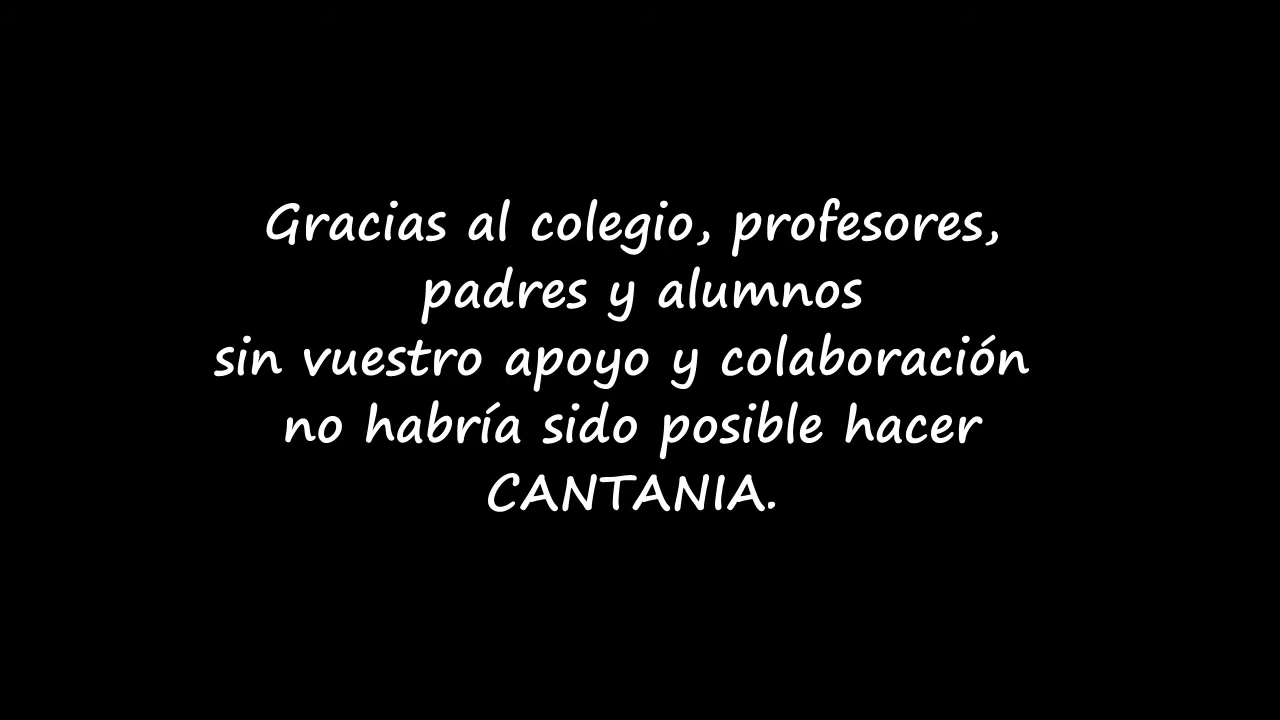 Gracias al colegio, profesores,
padres y alumnos
sin vuestro apoyo y colaboración
no habría sido posible hacer
CANTANIA.